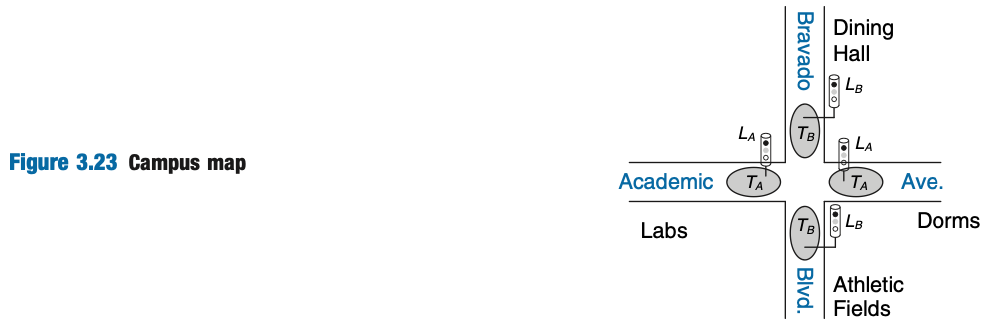 Figure 3.23 Campus map
Bravado
Dining
Hall
L_B
T_B
L_A
L_A
Academic
T_A
T_A
Ave.
Labs
T_B
L_B
Dorms
Blvd.
Athletic
Fields